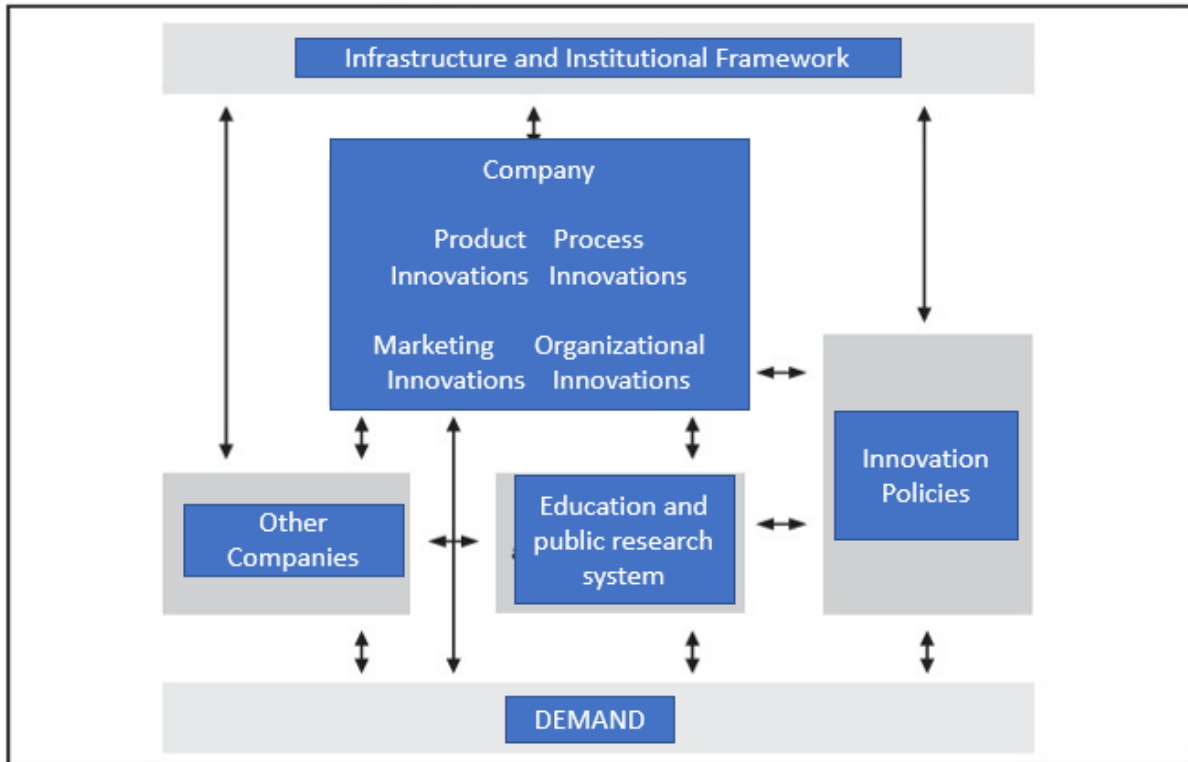 Infrastructure and Institutional Framework
Company
Product Process
Innovations Innovations
Marketing Organizational
Innovations Innovations
Innovation
Policies
Other
Companies
Education and
public research
system
DEMAND